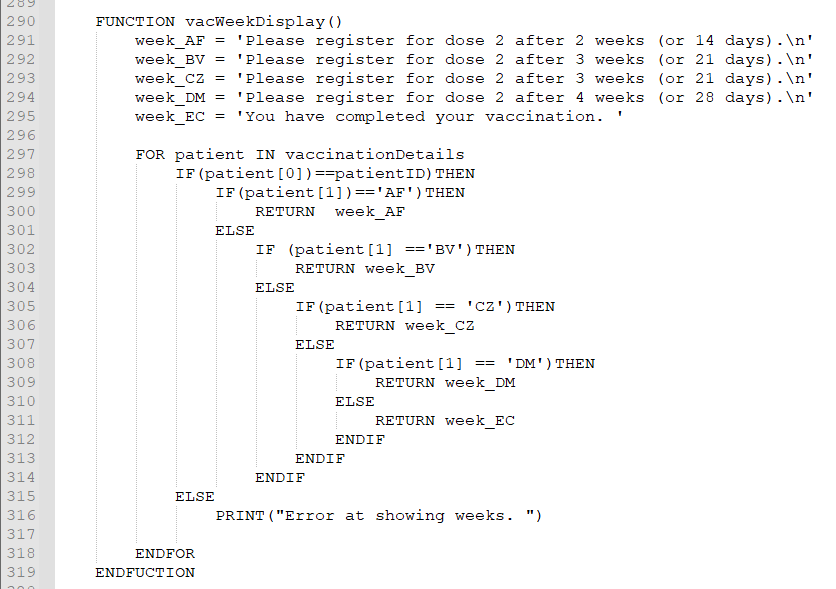 289
290 FUNCTION vacWeekDisplay()
291 week_AF = 'Please register for dose 2 after 2 weeks (or 14 days).\n'
292 week_BV = 'Please register for dose 2 after 3 weeks (or 21 days).\n'
293 week_CZ = 'Please register for dose 2 after 3 weeks (or 21 days).\n'
294 week_DM = 'Please register for dose 2 after 4 weeks (or 28 days).\n'
295 week_EC = 'You have completed your vaccination. '
296
297 FOR patient IN vaccinationDetails
298 IF(patient[0])==patientID)THEN
299 IF(patient[1])=='AF')THEN
300 RETURN  week_AF
301 ELSE
302 IF (patient[1] =='BV')THEN
303 RETURN week_BV
304 ELSE
305 IF(patient[1] == 'CZ')THEN
306 RETURN week_CZ
307 ELSE
308 IF(patient[1] == 'DM')THEN
309 RETURN week_DM
310 ELSE
311 RETURN week_EC
312 ENDIF
313 ENDIF
314 ENDIF
315 ELSE
316 PRINT("Error at showing weeks. ")
317
318 ENDFOR
319 ENDFUCTION